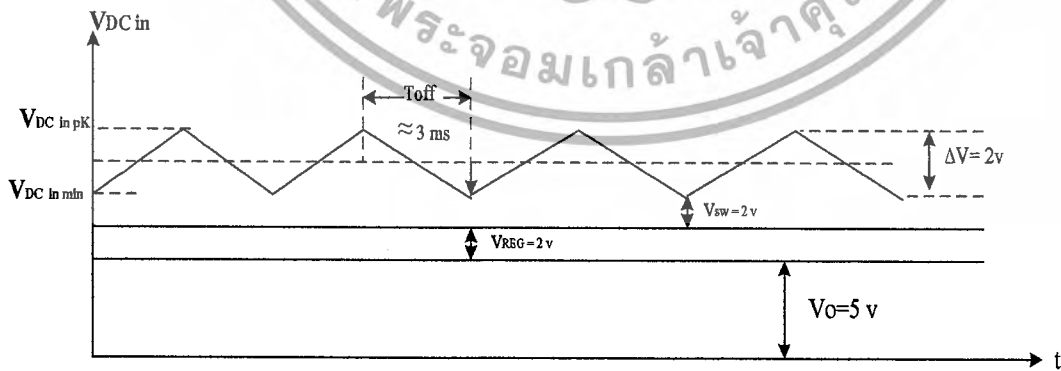 VDC in
พระจอมเกล้าเจ้าคุ
Toff
≈ 3 ms
VDC in pK
ΔV= 2v
VDC in min
VSW = 2 v
VREG = 2 v
VO=5 v
t